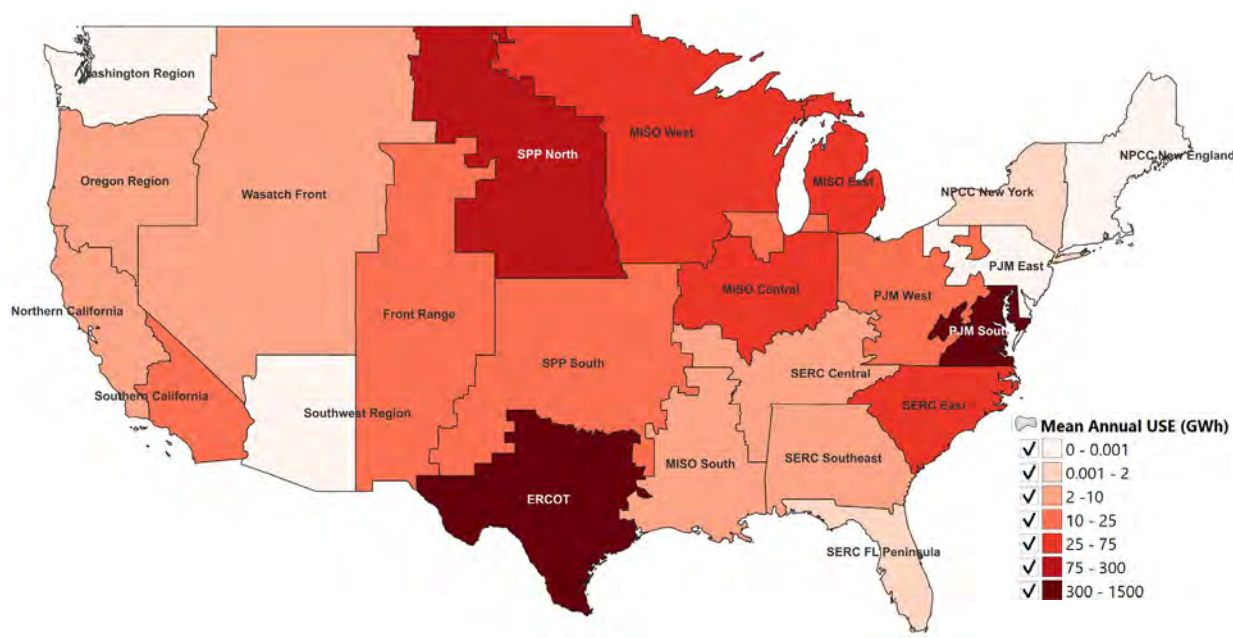 Washington Region
MISO West
SPP North
NPCC New England
Oregon Region
MISO East
Wasatch Front
NPCC New York
PJM East
MISO Central
PJM West
Northern California
Front Range
PJM South
SPP South
SERC Central
Southern California
SERC East
Southwest Region
MISO South
SERC Southeast
ERCOT
SERC FL Peninsula
Mean Annual USE (GWh)
0 - 0.001
0.001 - 2
2 -10
10 - 25
25 - 75
75 - 300
300 - 1500